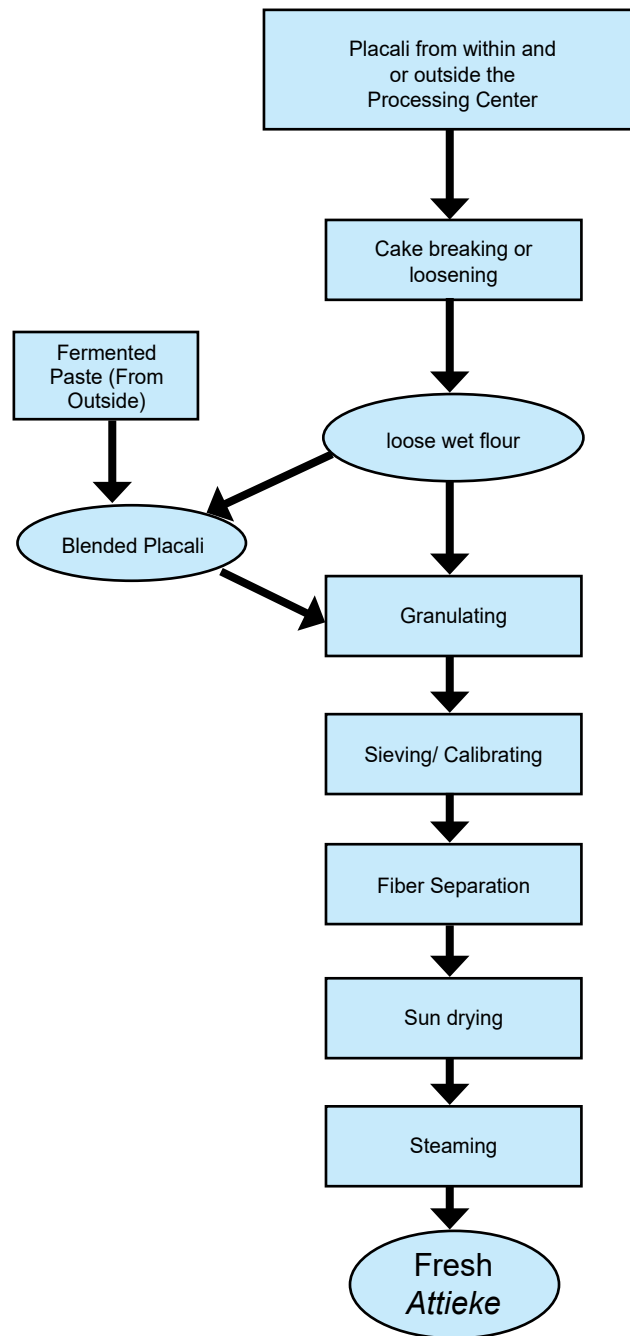 Placali from within and
or outside the
Processing Center
Cake breaking or
loosening
Fermented
Paste (From
Outside)
loose wet flour
Blended Placali
Granulating
Sieving/ Calibrating
Fiber Separation
Sun drying
Steaming
Fresh
Attieke